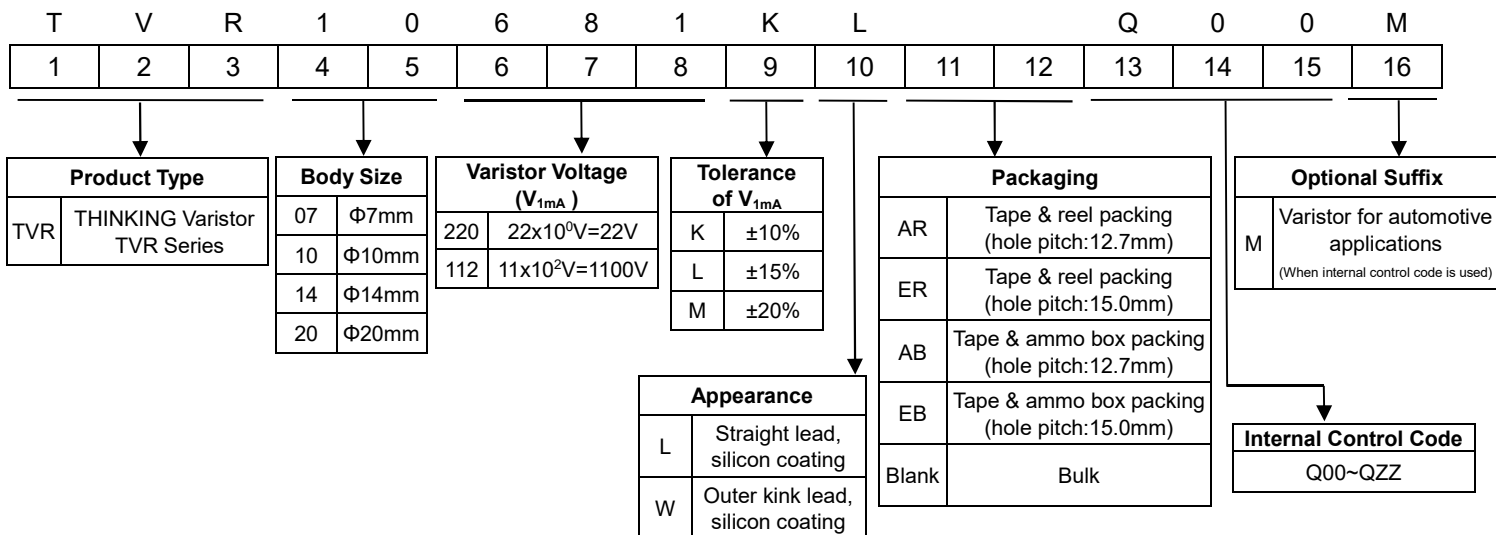 T V R 1 0 6 8 1 K L Q 0 0 M
1 2 3 4 5 6 7 8 9 10 11 12 13 14 15 16
Product Type
TVR THINKING Varistor
TVR Series
Body Size
07 Φ7mm
10 Φ10mm
14 Φ14mm
20 Φ20mm
Varistor Voltage
(V1mA )
220 22x10⁰V=22V
112 11x10²V=1100V
Tolerance
of V1mA
K ±10%
L ±15%
M ±20%
Appearance
L Straight lead,
silicon coating
W Outer kink lead,
silicon coating
Packaging
AR Tape & reel packing
(hole pitch:12.7mm)
ER Tape & reel packing
(hole pitch:15.0mm)
AB Tape & ammo box packing
(hole pitch:12.7mm)
EB Tape & ammo box packing
(hole pitch:15.0mm)
Blank Bulk
Internal Control Code
Q00~QZZ
Optional Suffix
M Varistor for automotive
applications
(When internal control code is used)